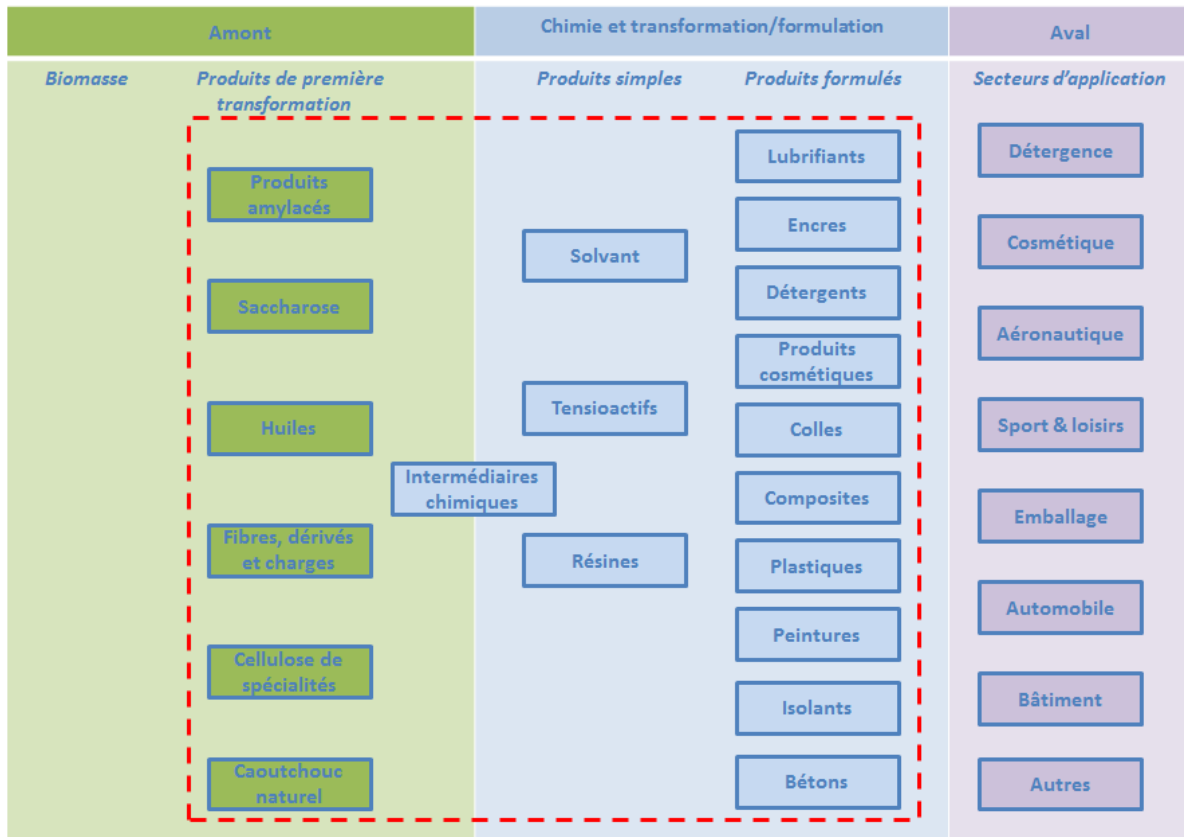 Amont
Chimie et transformation/formulation
Aval
Biomasse
Produits de première
transformation
Produits simples
Produits formulés
Secteurs d'application
Produits
amylacés
Saccharose
Huiles
Fibres, dérivés
et charges
Cellulose de
spécialités
Caoutchouc
naturel
Intermédiaires
chimiques
Solvant
Tensioactifs
Résines
Lubrifiants
Encres
Détergents
Produits
cosmétiques
Colles
Composites
Plastiques
Peintures
Isolants
Bétons
Détergence
Cosmétique
Aéronautique
Sport & loisirs
Emballage
Automobile
Bâtiment
Autres